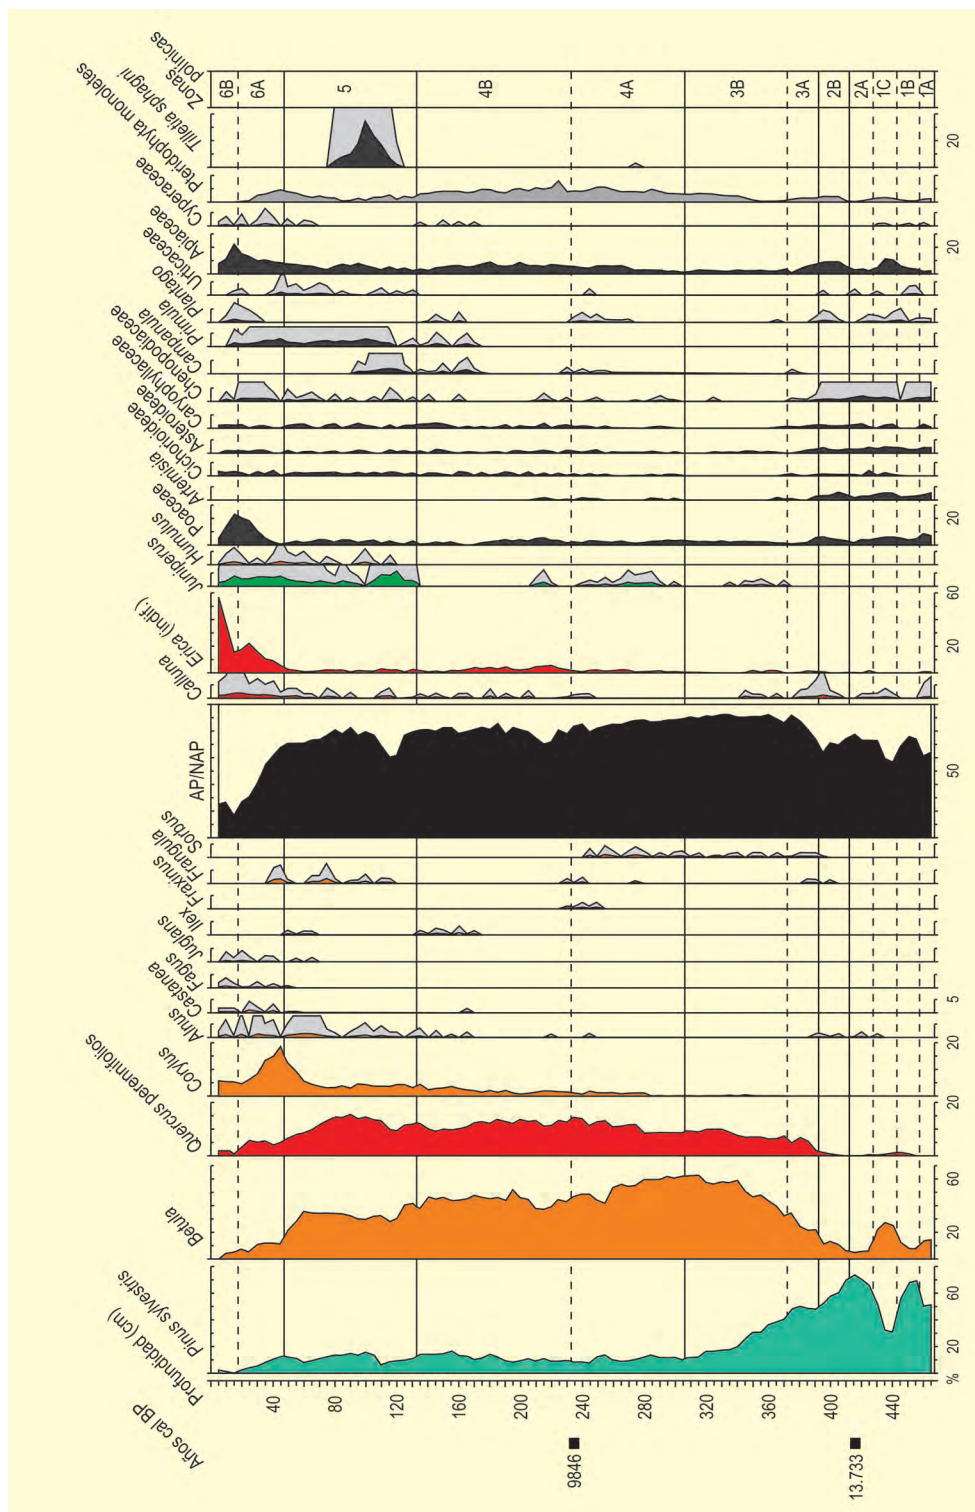 Años cal BP
Profundidad (cm)
Pinus sylvestris
Betula
Quercus perennifolios
Corylus
Alnus
Castanea
Fagus
Juglans
Ilex
Fraxinus
Frangula
Sorbus
AP/NAP
Calluna
Erica (indif.)
Juniperus
Humulus
Poaceae
Artemisia
Cichorioideae
Asteroideae
Caryophyllaceae
Chenopodiaceae
Campanula
Primula
Plantago
Urticaceae
Apiaceae
Cyperaceae
Pteridophyta monoletes
Tilletia sphagni
Zonas
polínicas
6B
6A
5
4B
4A
3B
3A
2B
2A
1C
1B
1A
40
80
120
160
200
240
280
320
360
400
440
9846
13.733
%
20
60
20
60
20
20
5
50
20
60
20
20
20